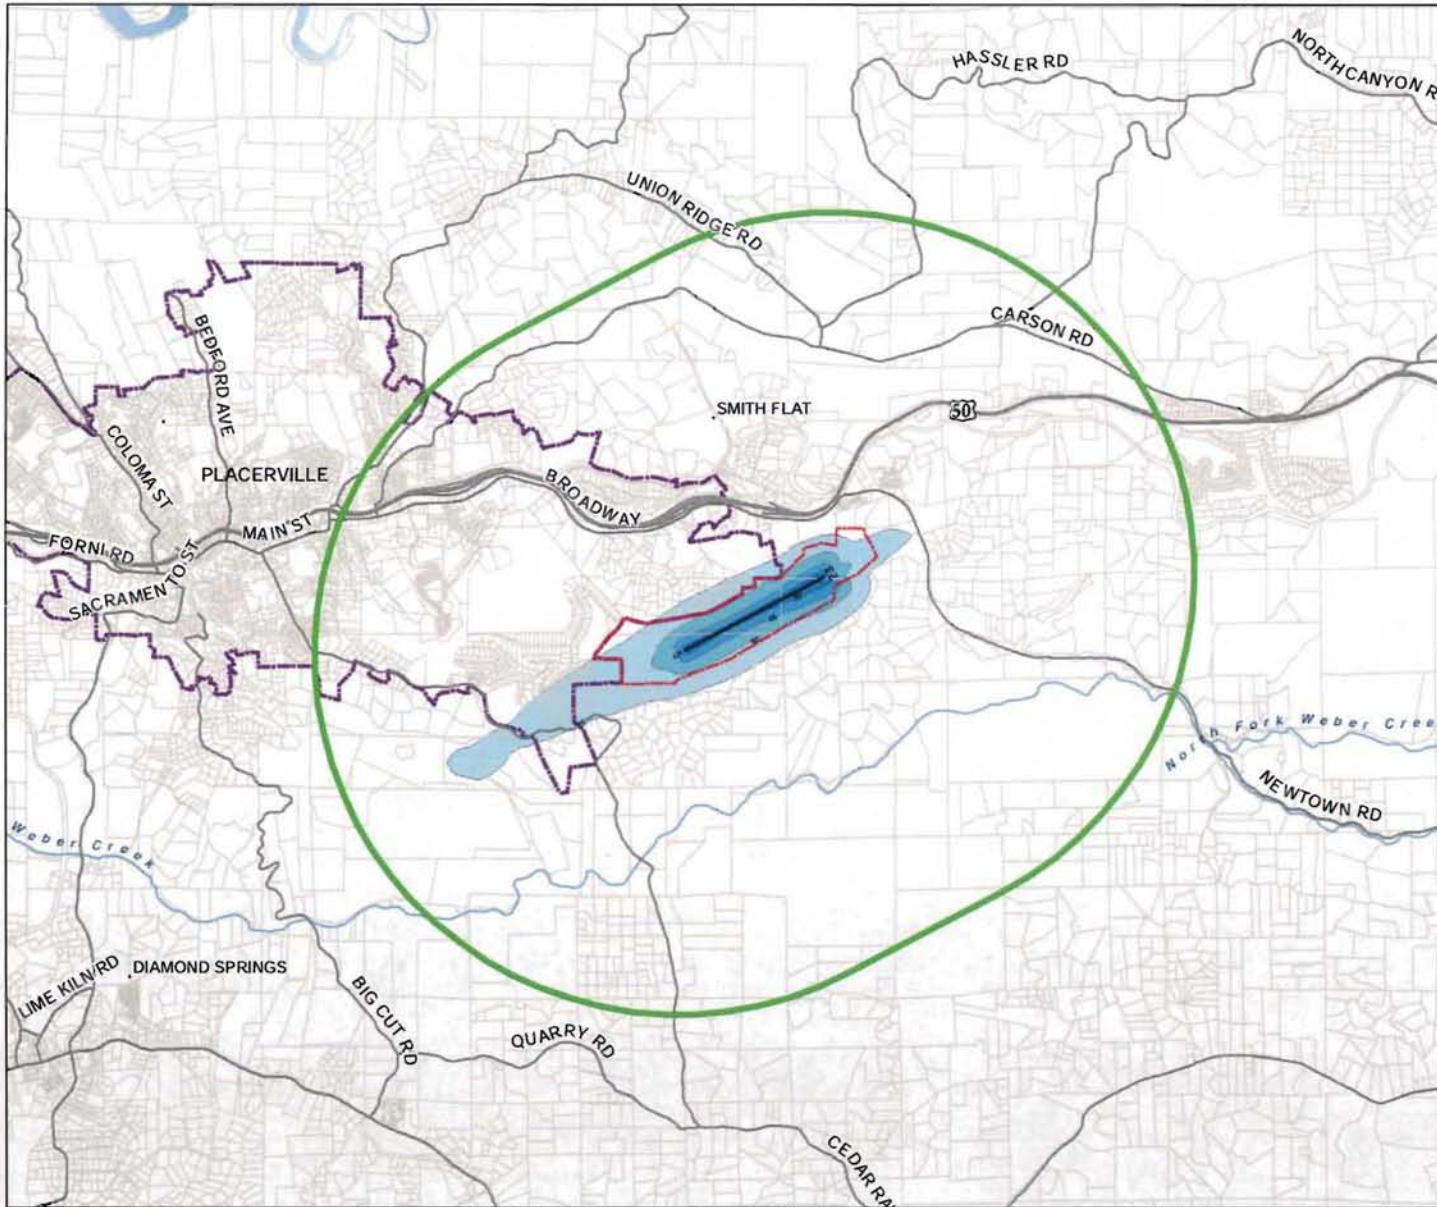 HASSLER RD
NORTH CANYON R
UNION RIDGE RD
CARSON RD
BEDFORD AVE
SMITH FLAT
50
COLOMA ST
PLACERVILLE
BROADWAY
MAIN ST
FORNI RD
SACRAMENTO ST
North Fork Weber Cree
NEWTOWN RD
Weber Creek
LIME KILN RD
DIAMOND SPRINGS
BIG CUT RD
QUARRY RD
CEDAR RA